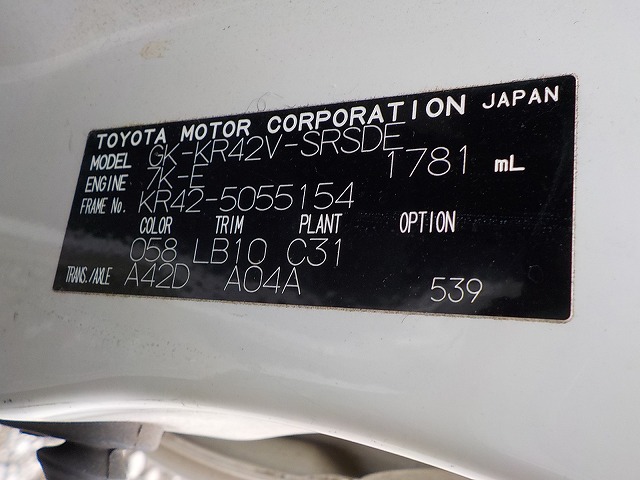 TOYOTA MOTOR CORPORATION JAPAN
MODEL GK-KR42V-SRSDE
ENGINE 7K-E 1781 mL
FRAME No. KR42-5055154
COLOR TRIM PLANT OPTION
058 LB10 C31
TRANS./AXLE A42D A04A 539